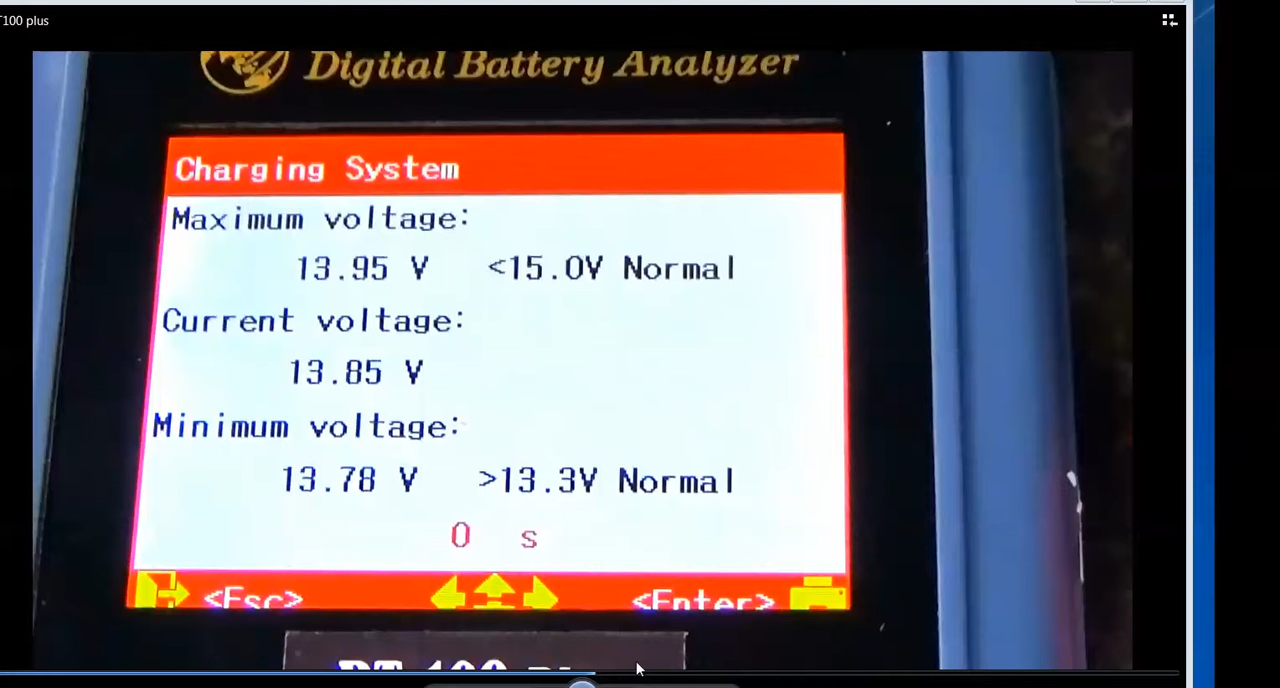 T100 plus
Digital Battery Analyzer
Charging System
Maximum voltage:
13.95 V <15.0V Normal
Current voltage:
13.85 V
Minimum voltage:
13.78 V >13.3V Normal
0 s
<Esc> <Enter>